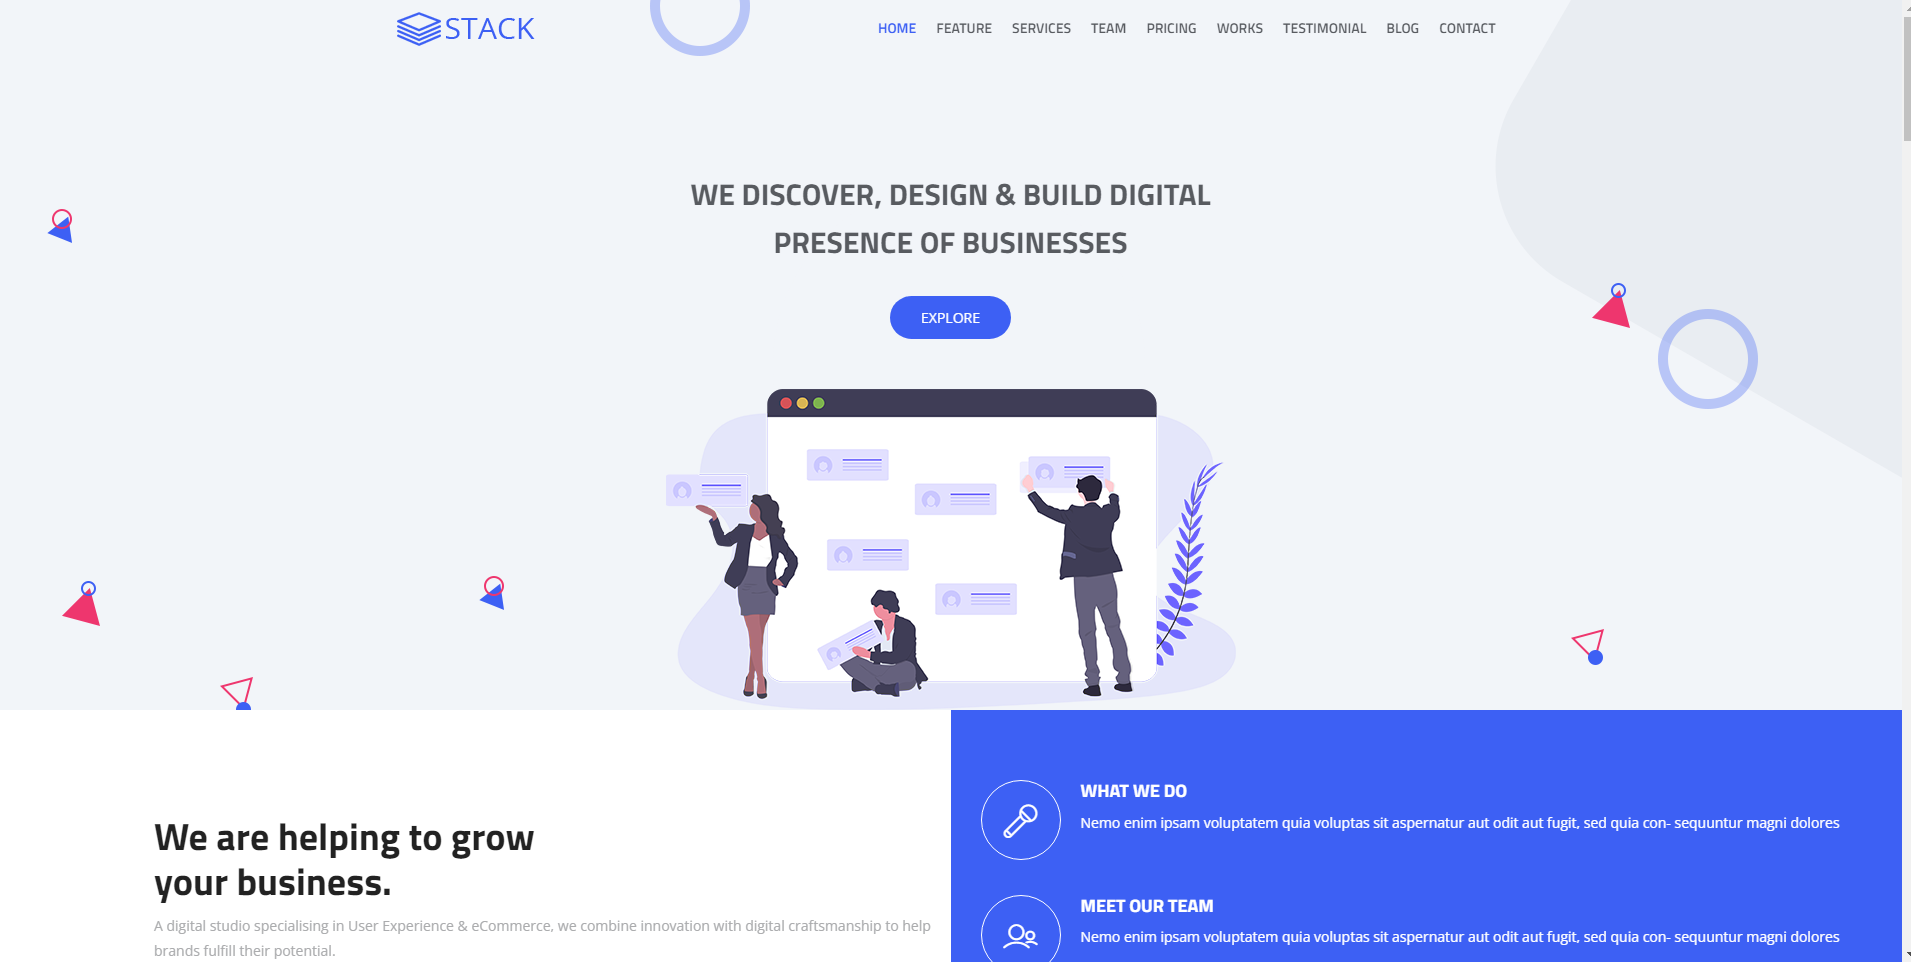 STACK
HOME FEATURE SERVICES TEAM PRICING WORKS TESTIMONIAL BLOG CONTACT
WE DISCOVER, DESIGN & BUILD DIGITAL
PRESENCE OF BUSINESSES
EXPLORE
We are helping to grow
your business.
A digital studio specialising in User Experience & eCommerce, we combine innovation with digital craftsmanship to help
brands fulfill their potential.
WHAT WE DO
Nemo enim ipsam voluptatem quia voluptas sit aspernatur aut odit aut fugit, sed quia con- sequuntur magni dolores
MEET OUR TEAM
Nemo enim ipsam voluptatem quia voluptas sit aspernatur aut odit aut fugit, sed quia con- sequuntur magni dolores